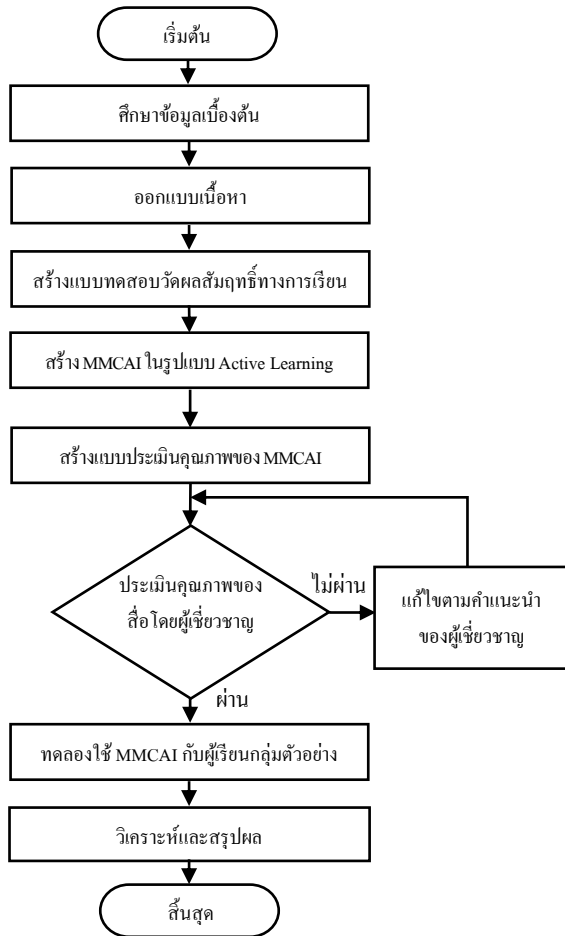 เริ่มต้น
ศึกษาข้อมูลเบื้องต้น
ออกแบบเนื้อหา
สร้างแบบทดสอบวัดผลสัมฤทธิ์ทางการเรียน
สร้าง MMCAI ในรูปแบบ Active Learning
สร้างแบบประเมินคุณภาพของ MMCAI
ประเมินคุณภาพของ
สื่อโดยผู้เชี่ยวชาญ
ไม่ผ่าน
แก้ไขตามคำแนะนำ
ของผู้เชี่ยวชาญ
ผ่าน
ทดลองใช้ MMCAI กับผู้เรียนกลุ่มตัวอย่าง
วิเคราะห์และสรุปผล
สิ้นสุด